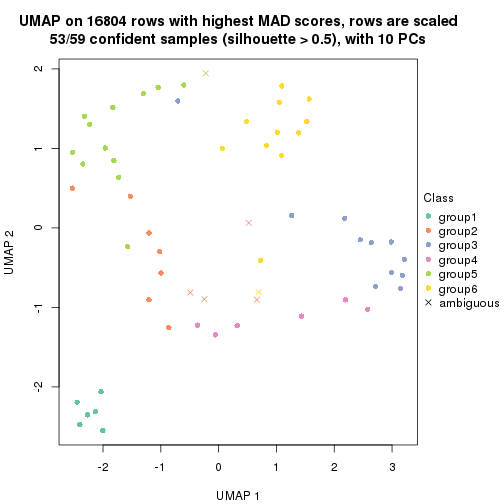 UMAP on 16804 rows with highest MAD scores, rows are scaled
53/59 confident samples (silhouette > 0.5), with 10 PCs
2
1
0
-1
-2
UMAP 2
-2
-1
0
1
2
3
UMAP 1
Class
group1
group2
group3
group4
group5
group6
ambiguous